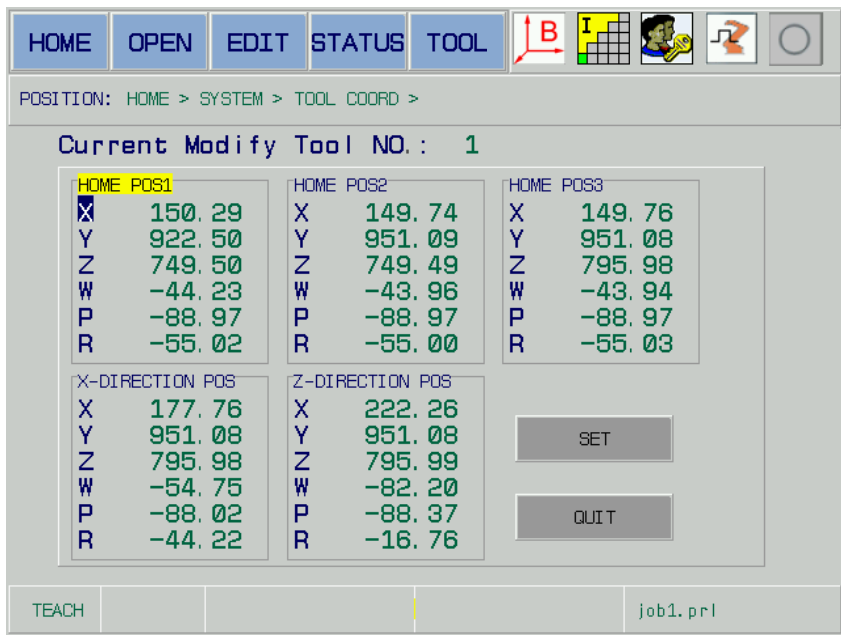 HOME OPEN EDIT STATUS TOOL B I
POSITION: HOME > SYSTEM > TOOL COORD >
Current Modify Tool NO.: 1
HOME POS1
X 150.29
Y 922.50
Z 749.50
W -44.23
P -88.97
R -55.02
HOME POS2
X 149.74
Y 951.09
Z 749.49
W -43.96
P -88.97
R -55.00
HOME POS3
X 149.76
Y 951.08
Z 795.98
W -43.94
P -88.97
R -55.03
X-DIRECTION POS
X 177.76
Y 951.08
Z 795.98
W -54.75
P -88.02
R -44.22
Z-DIRECTION POS
X 222.26
Y 951.08
Z 795.99
W -82.20
P -88.37
R -16.76
SET
QUIT
TEACH job1.prl